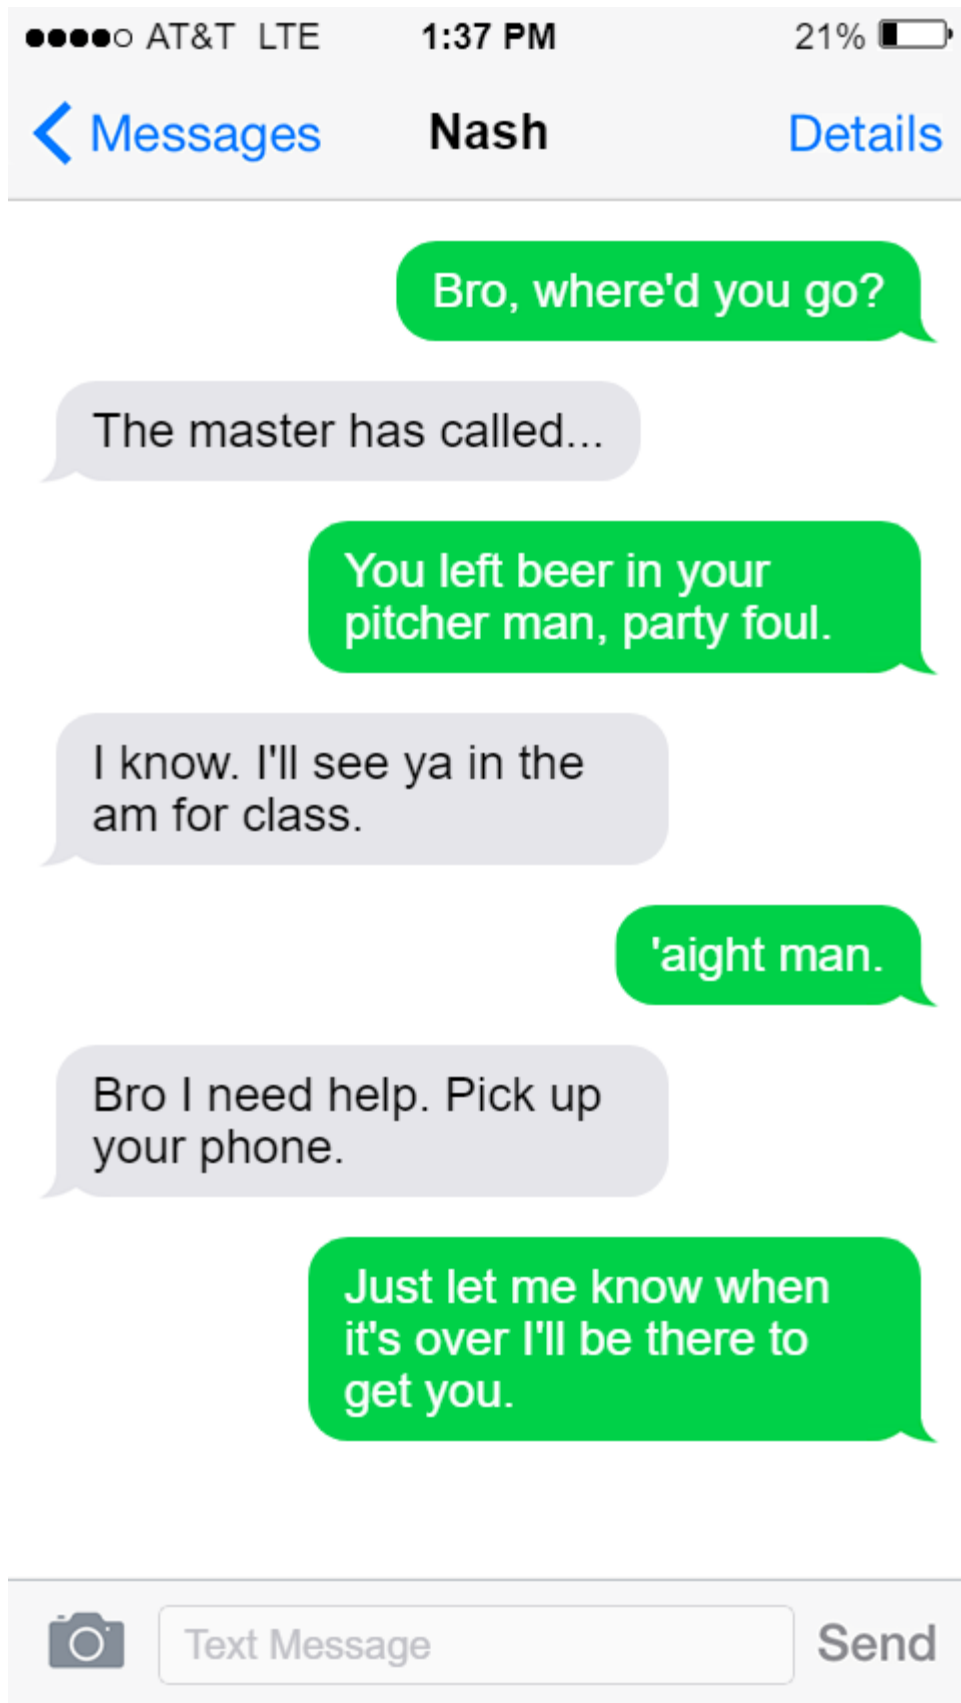 AT&T LTE 1:37 PM 21%
Messages Nash Details
Bro, where'd you go?
The master has called...
You left beer in your
pitcher man, party foul.
I know. I'll see ya in the
am for class.
'aight man.
Bro I need help. Pick up
your phone.
Just let me know when
it's over I'll be there to
get you.
Text Message Send